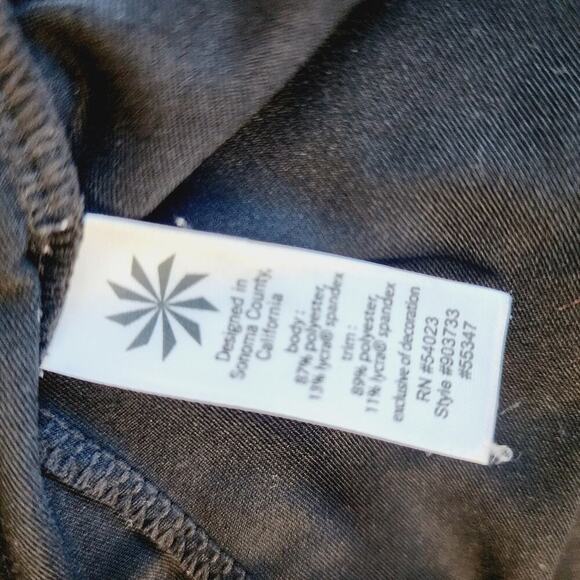 Designed in
Sonoma County,
California
body :
87% polyester,
13% lycra® spandex
trim :
89% polyester,
11% lycra® spandex
exclusive of decoration
RN #54023
Style #903733
#55347